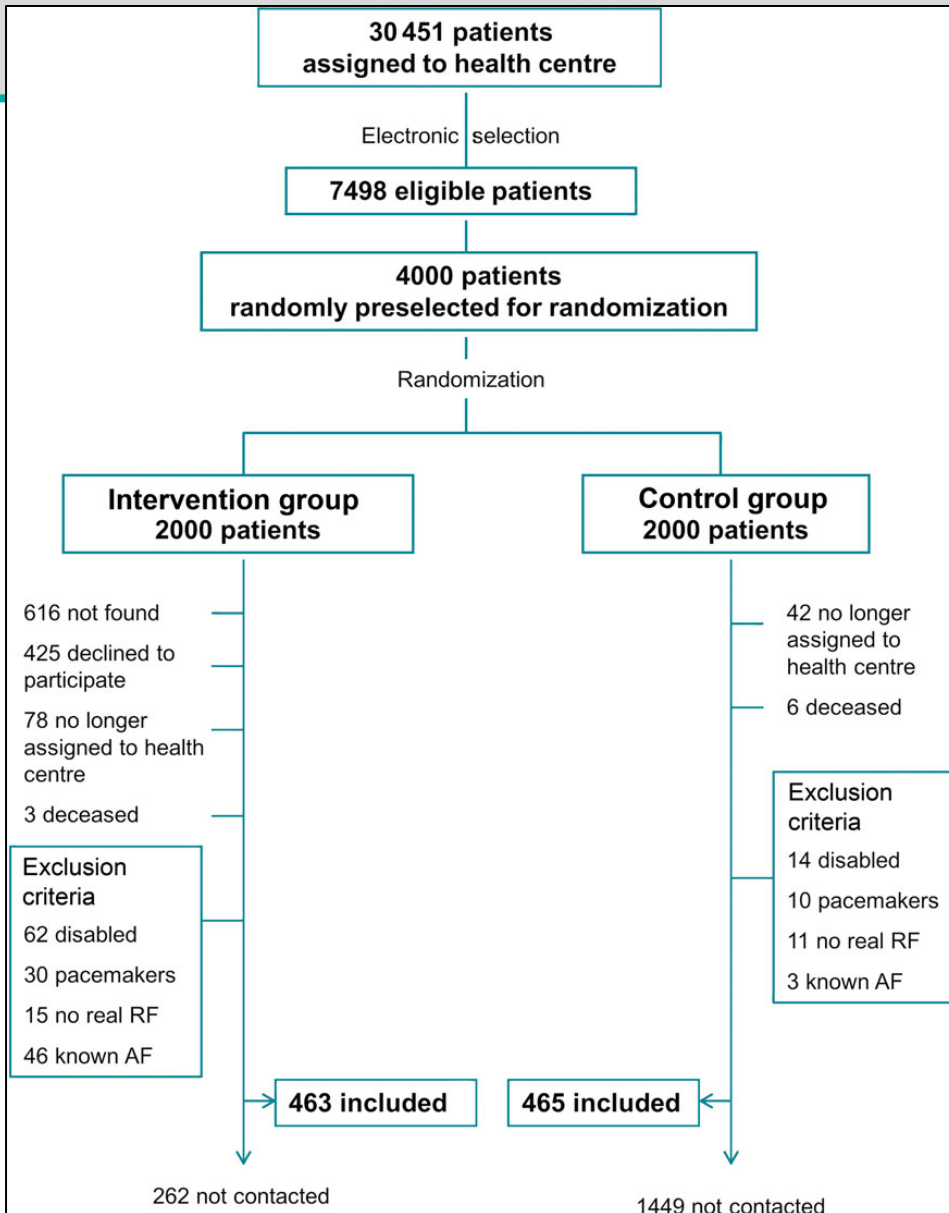 30 451 patients
assigned to health centre
Electronic selection
7498 eligible patients
4000 patients
randomly preselected for randomization
Randomization
Intervention group
2000 patients
616 not found
425 declined to
participate
78 no longer
assigned to health
centre
3 deceased
Exclusion
criteria
62 disabled
30 pacemakers
15 no real RF
46 known AF
463 included
262 not contacted
Control group
2000 patients
42 no longer
assigned to
health centre
6 deceased
Exclusion
criteria
14 disabled
10 pacemakers
11 no real RF
3 known AF
465 included
1449 not contacted